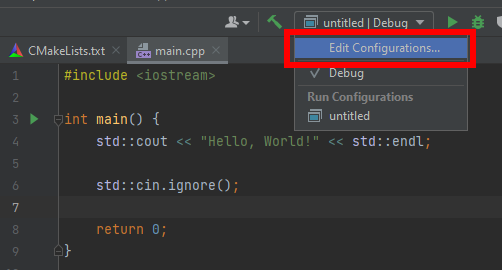 untitled | Debug
CMakeLists.txt
main.cpp
Edit Configurations...
Debug
Run Configurations
untitled
1 #include <iostream>
2
3 int main() {
4 std::cout << "Hello, World!" << std::endl;
5
6 std::cin.ignore();
7
8 return 0;
9 }
10